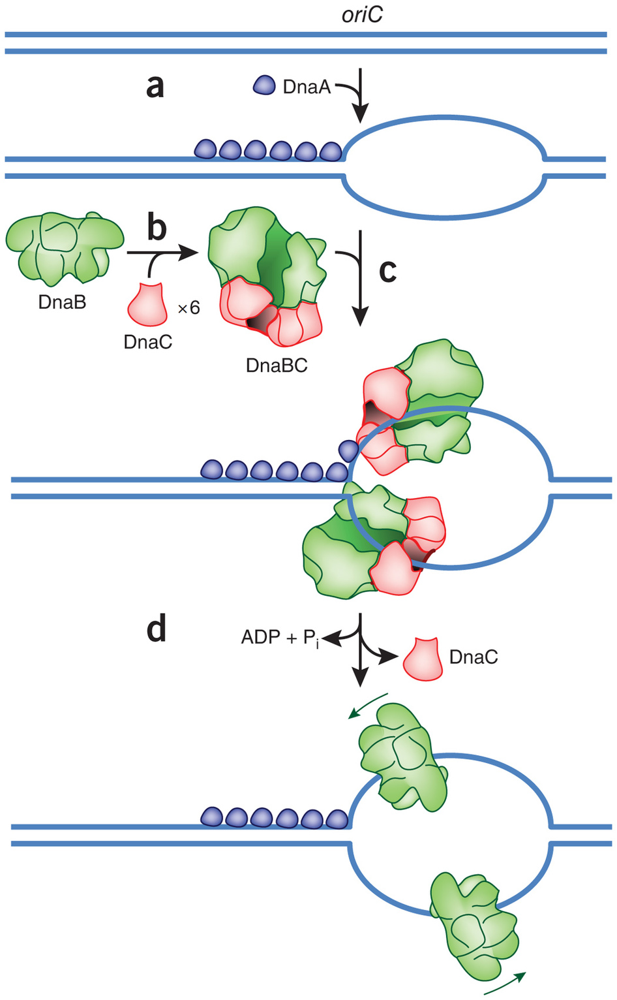 oriC
a
DnaA
b
DnaB
×6
DnaC
DnaBC
c
d
ADP + Pi
DnaC